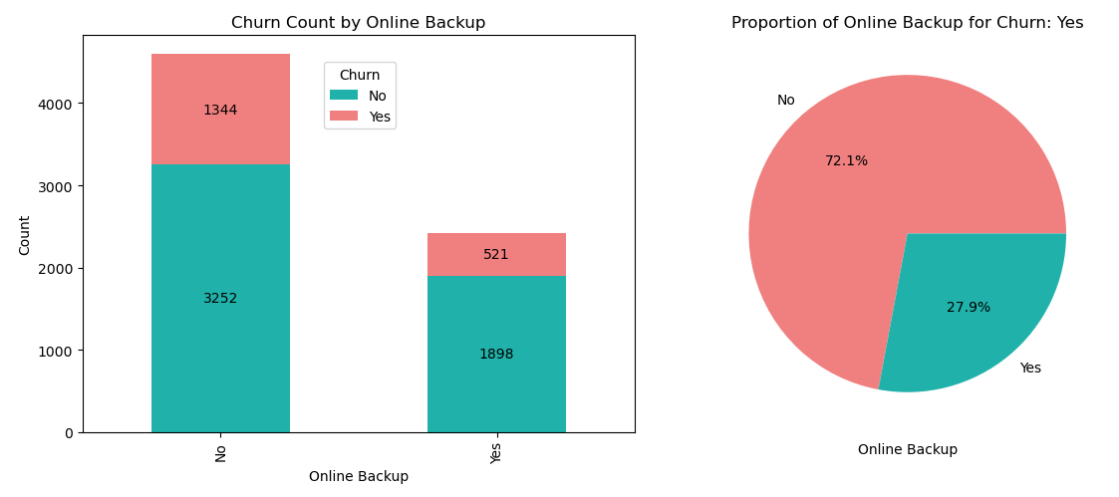 Churn Count by Online Backup
Count
4000
3000
2000
1000
0
Churn
No
Yes
1344
3252
521
1898
No
Yes
Online Backup
Proportion of Online Backup for Churn: Yes
No
72.1%
27.9%
Yes
Online Backup